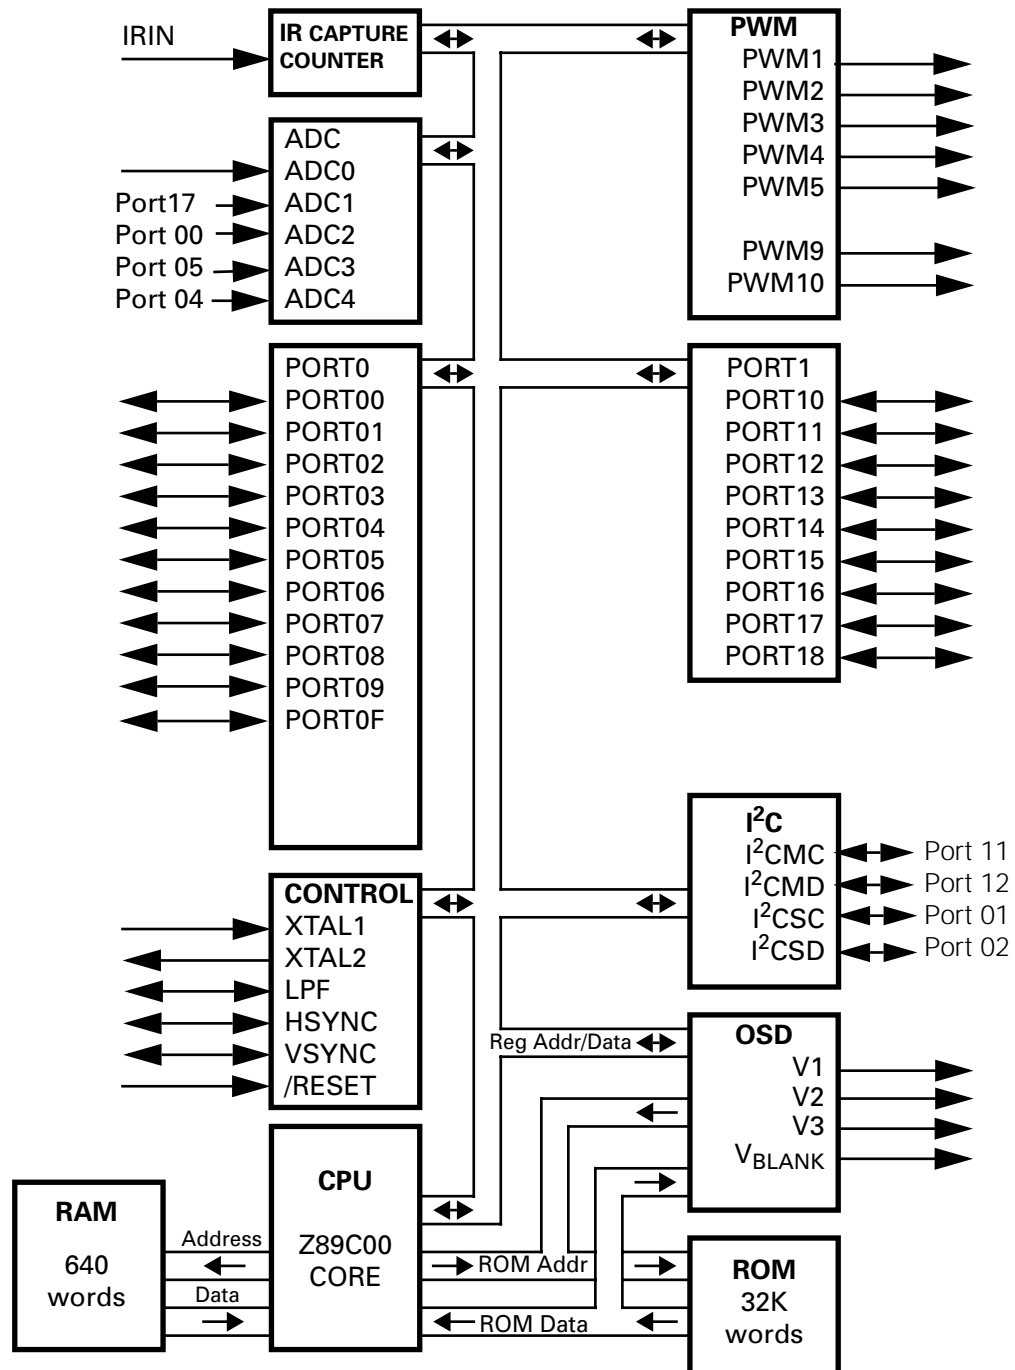 IRIN
IR CAPTURE
COUNTER
ADC
ADC0
Port17
ADC1
Port 00
ADC2
Port 05
ADC3
Port 04
ADC4
PORT0
PORT00
PORT01
PORT02
PORT03
PORT04
PORT05
PORT06
PORT07
PORT08
PORT09
PORT0F
CONTROL
XTAL1
XTAL2
LPF
HSYNC
VSYNC
/RESET
CPU
Z89C00
CORE
RAM
640
words
Address
Data
PWM
PWM1
PWM2
PWM3
PWM4
PWM5
PWM9
PWM10
PORT1
PORT10
PORT11
PORT12
PORT13
PORT14
PORT15
PORT16
PORT17
PORT18
I²C
I²CMC Port 11
I²CMD Port 12
I²CSC Port 01
I²CSD Port 02
Reg Addr/Data
OSD
V1
V2
V3
V_BLANK
ROM Addr
ROM Data
ROM
32K
words